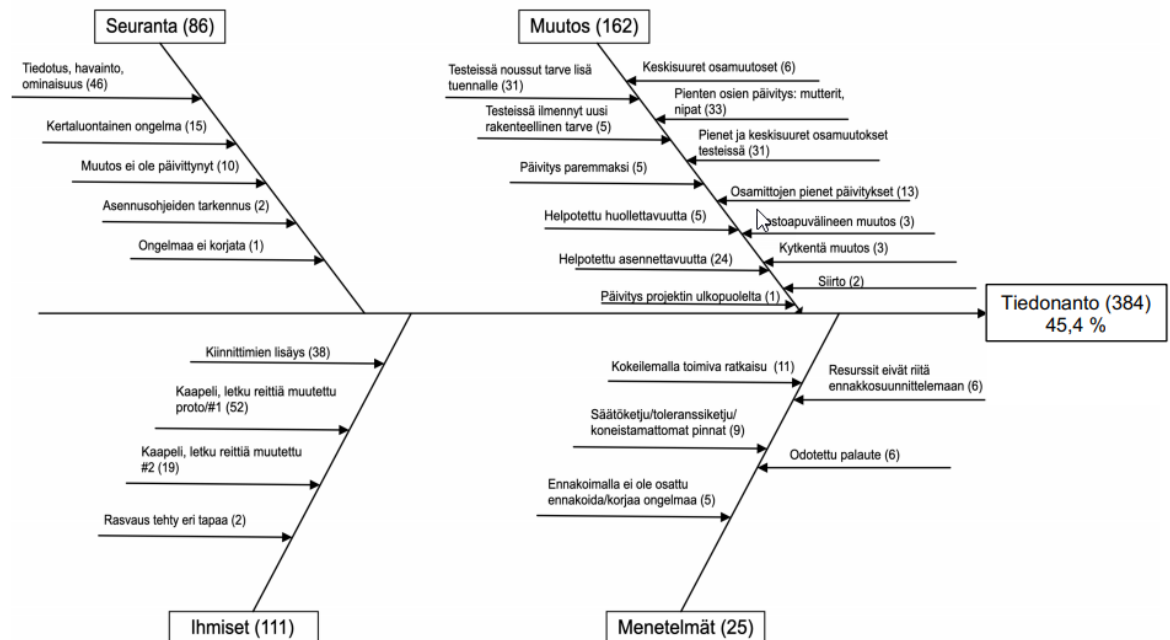 Seuranta (86)
Tiedotus, havainto,
ominaisuus (46)
Kertaluontainen ongelma (15)
Muutos ei ole päivittynyt (10)
Asennusohjeiden tarkennus (2)
Ongelmaa ei korjata (1)
Muutos (162)
Testeissä noussut tarve lisä
tuennalle (31)
Testeissä ilmennyt uusi
rakenteellinen tarve (5)
Päivitys paremmaksi (5)
Helpotettu huollettavuutta (5)
Helpotettu asennettavuutta (24)
Päivitys projektin ulkopuolelta (1)
Keskisuuret osamuutoset (6)
Pienten osien päivitys: mutterit,
nipat (33)
Pienet ja keskisuuret osamuutokset
testeissä (31)
Osamittojen pienet päivitykset (13)
muutos (3)
Kytkentä muutos (3)
Siirto (2)
Tiedonanto (384)
45,4 %
Kiinnittimien lisäys (38)
Kaapeli, letku reittiä muutettu
proto/#1 (52)
Kaapeli, letku reittiä muutettu
#2 (19)
Rasvaus tehty eri tapaa (2)
Ihmiset (111)
Kokeilemalla toimiva ratkaisu (11)
Säätöketju/toleranssiketju/
koneistamattomat pinnat (9)
Ennakoimalla ei ole osattu
ennakoida/korjaa ongelmaa (5)
Resurssit eivät riitä
ennakkosuunnittelemaan (6)
Odotettu palaute (6)
Menetelmät (25)